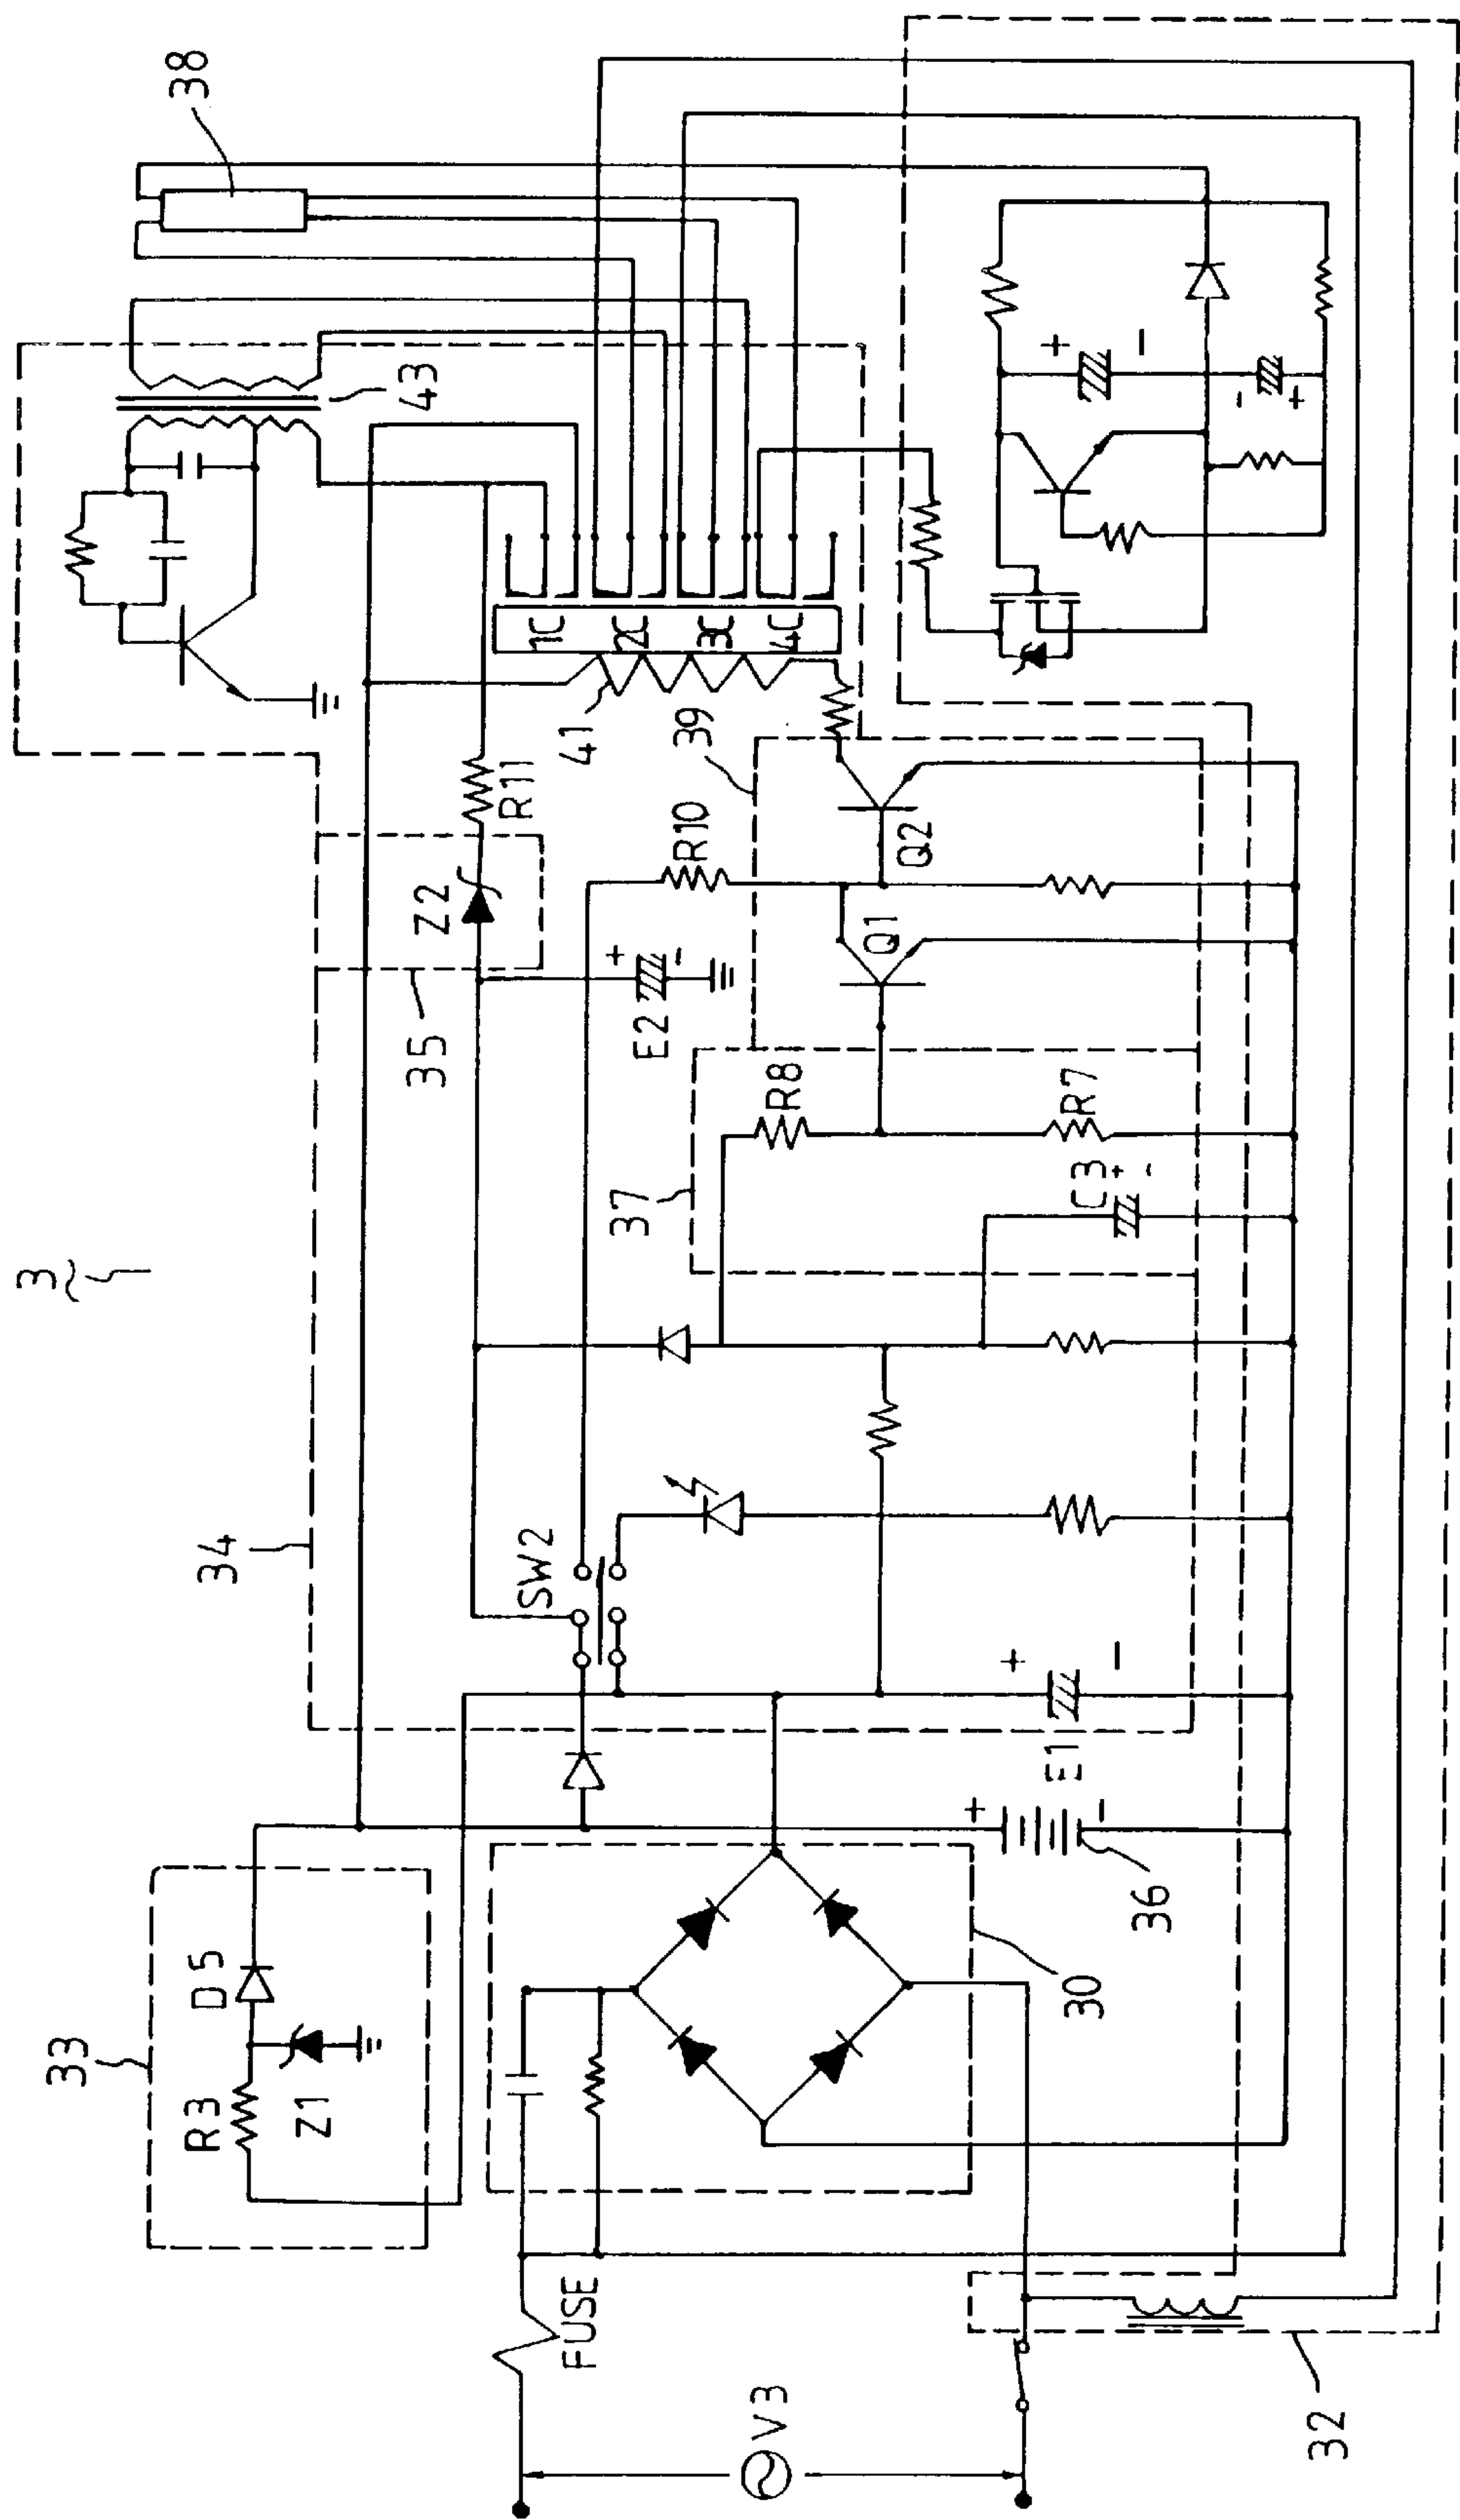 3
38
43
34
33
35
R11
Z2
41
1C
2C
3C
4C
39
R10
Q2
Q1
E2
+
-
37
R8
R7
C3
+
-
SW2
+
-
E1
+
-
36
D5
R3
Z1
30
FUSE
V3
32
+
-
-
+